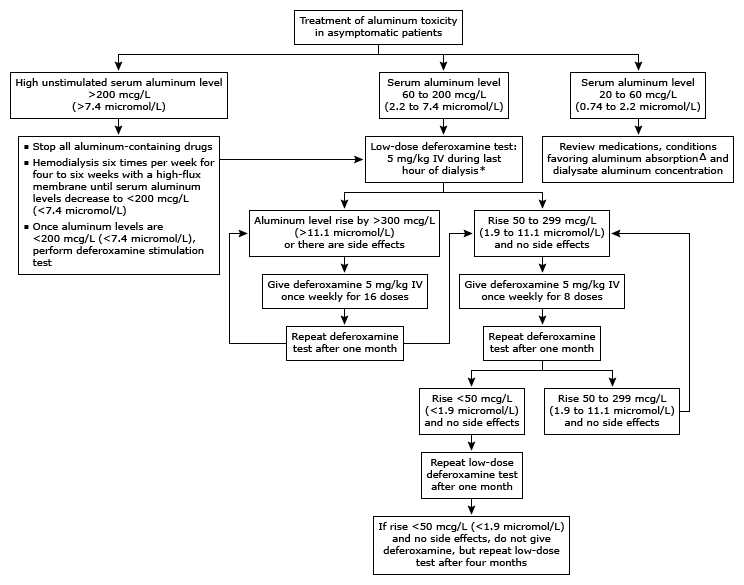 Treatment of aluminum toxicity
in asymptomatic patients
High unstimulated serum aluminum level
>200 mcg/L
(>7.4 micromol/L)
Serum aluminum level
60 to 200 mcg/L
(2.2 to 7.4 micromol/L)
Serum aluminum level
20 to 60 mcg/L
(0.74 to 2.2 micromol/L)
▪ Stop all aluminum-containing drugs
▪ Hemodialysis six times per week for
four to six weeks with a high-flux
membrane until serum aluminum
levels decrease to <200 mcg/L
(<7.4 micromol/L)
▪ Once aluminum levels are
<200 mcg/L (<7.4 micromol/L),
perform deferoxamine stimulation
test
Low-dose deferoxamine test:
5 mg/kg IV during last
hour of dialysis*
Review medications, conditions
favoring aluminum absorptionΔ and
dialysate aluminum concentration
Aluminum level rise by >300 mcg/L
(>11.1 micromol/L)
or there are side effects
Rise 50 to 299 mcg/L
(1.9 to 11.1 micromol/L)
and no side effects
Give deferoxamine 5 mg/kg IV
once weekly for 16 doses
Give deferoxamine 5 mg/kg IV
once weekly for 8 doses
Repeat deferoxamine
test after one month
Repeat deferoxamine
test after one month
Rise <50 mcg/L
(<1.9 micromol/L)
and no side effects
Rise 50 to 299 mcg/L
(1.9 to 11.1 micromol/L)
and no side effects
Repeat low-dose
deferoxamine test
after one month
If rise <50 mcg/L (<1.9 micromol/L)
and no side effects, do not give
deferoxamine, but repeat low-dose
test after four months